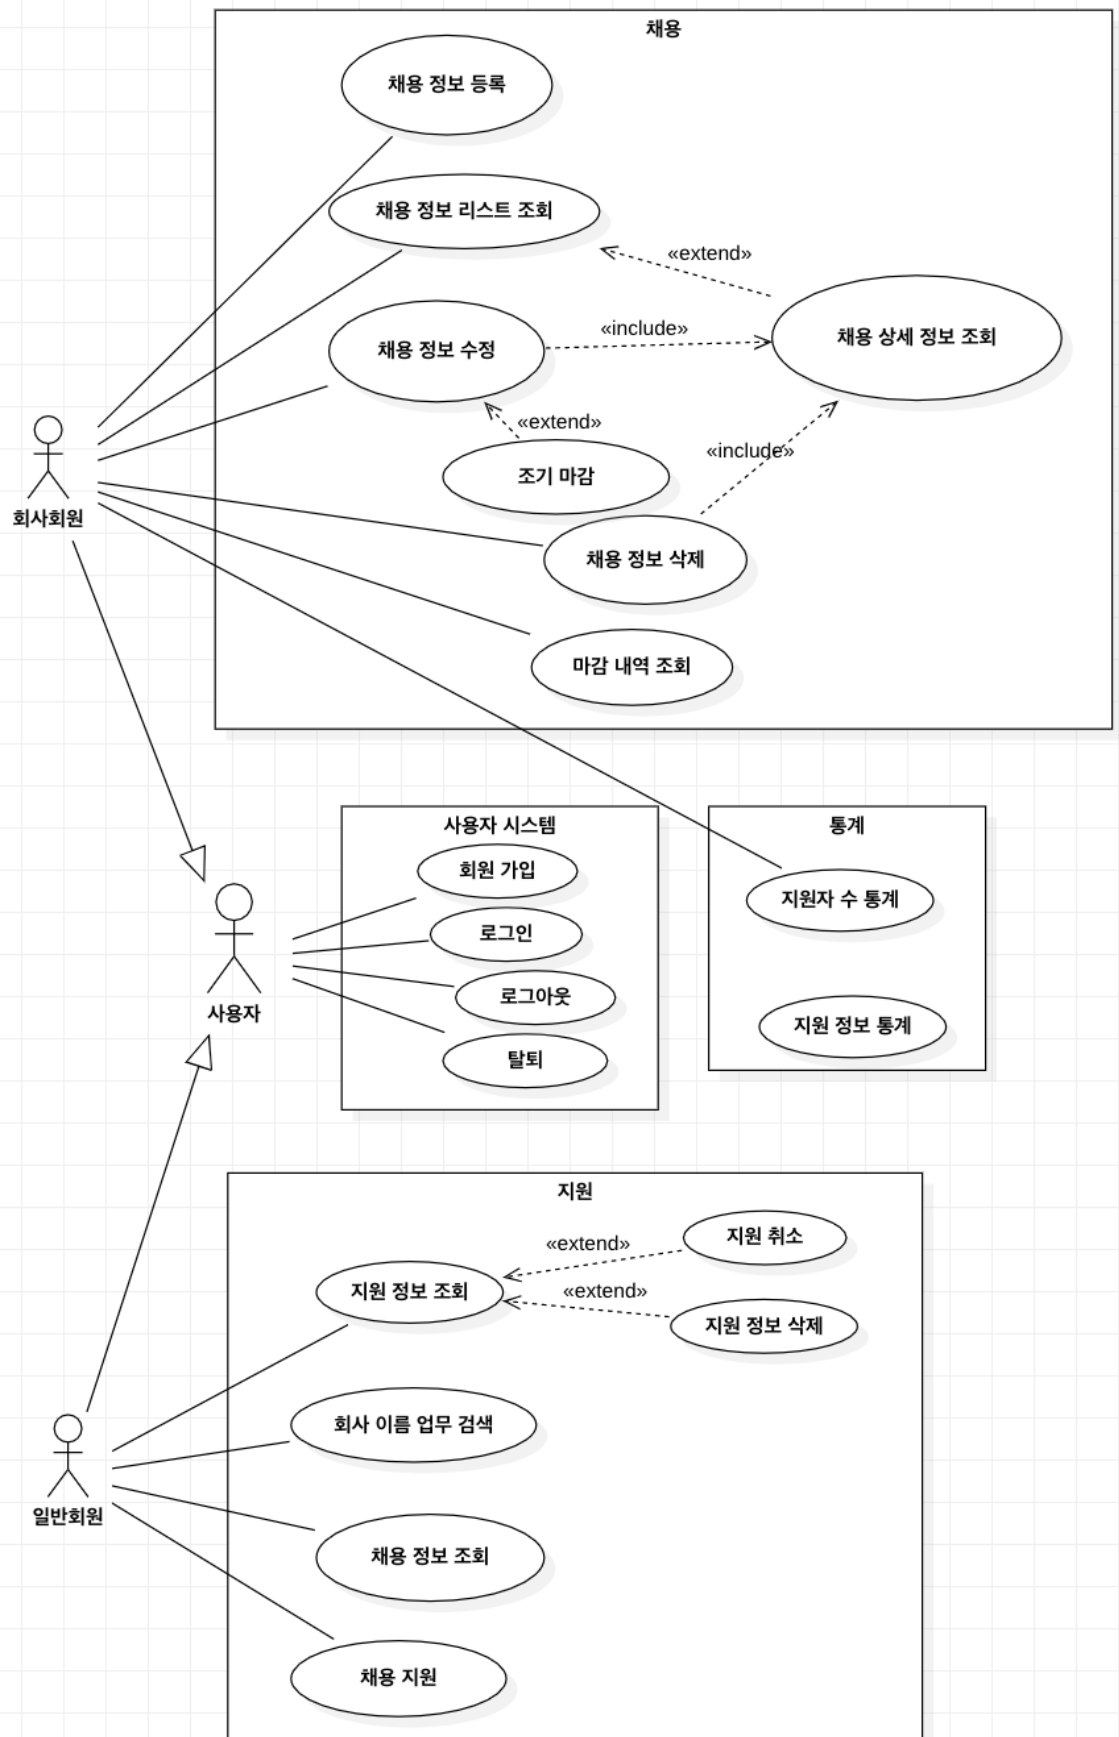 채용
채용 정보 등록
채용 정보 리스트 조회
«extend»
«include»
채용 상세 정보 조회
채용 정보 수정
«extend»
«include»
조기 마감
회사회원
채용 정보 삭제
마감 내역 조회
사용자 시스템
통계
회원 가입
지원자 수 통계
로그인
로그아웃
사용자
지원 정보 통계
탈퇴
지원
지원 취소
«extend»
지원 정보 조회
«extend»
지원 정보 삭제
회사 이름 업무 검색
일반회원
채용 정보 조회
채용 지원